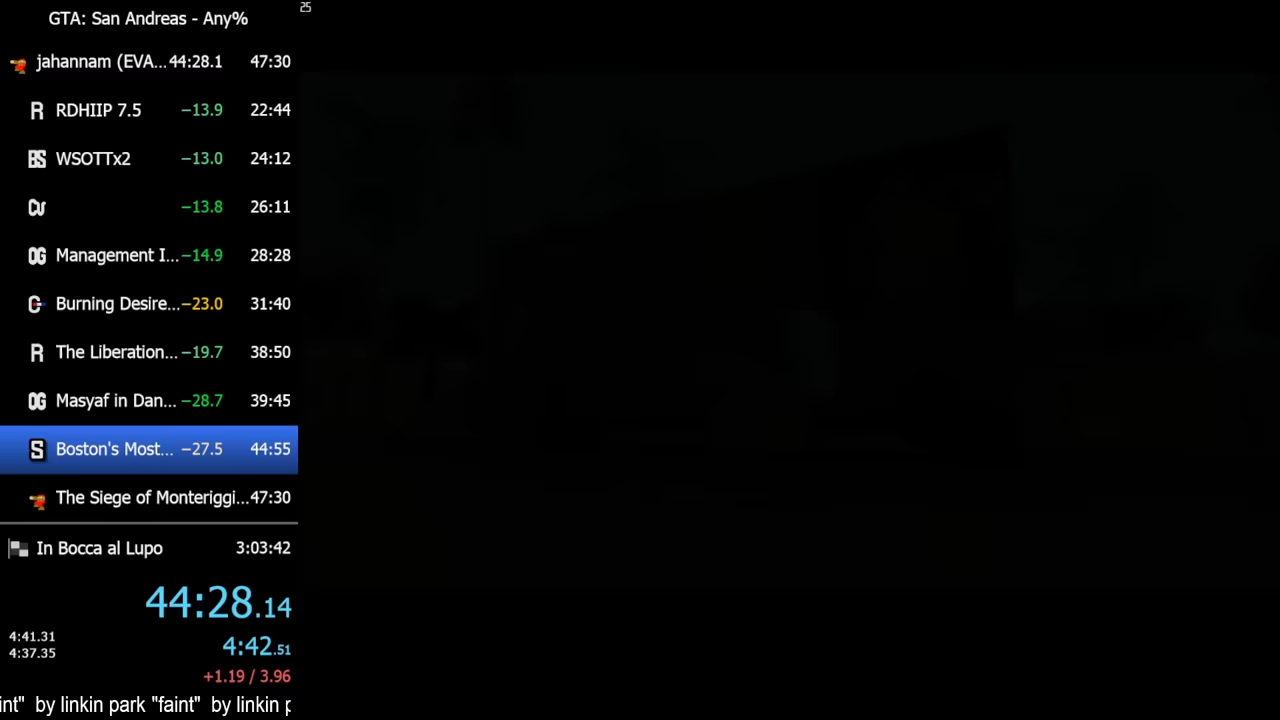 GTA: San Andreas - Any%
25
jahannam (EVA... 44:28.1 47:30
R RDHIIP 7.5 −13.9 22:44
BS WSOTTx2 −13.0 24:12
−13.8 26:11
OG Management I... −14.9 28:28
C Burning Desire... −23.0 31:40
R The Liberation... −19.7 38:50
OG Masyaf in Dan... −28.7 39:45
S Boston's Most... −27.5 44:55
The Siege of Monteriggi... 47:30
In Bocca al Lupo 3:03:42
44:28.14
4:41.31
4:42.51
4:37.35
+1.19 / 3.96
int" by linkin park "faint" by linkin p